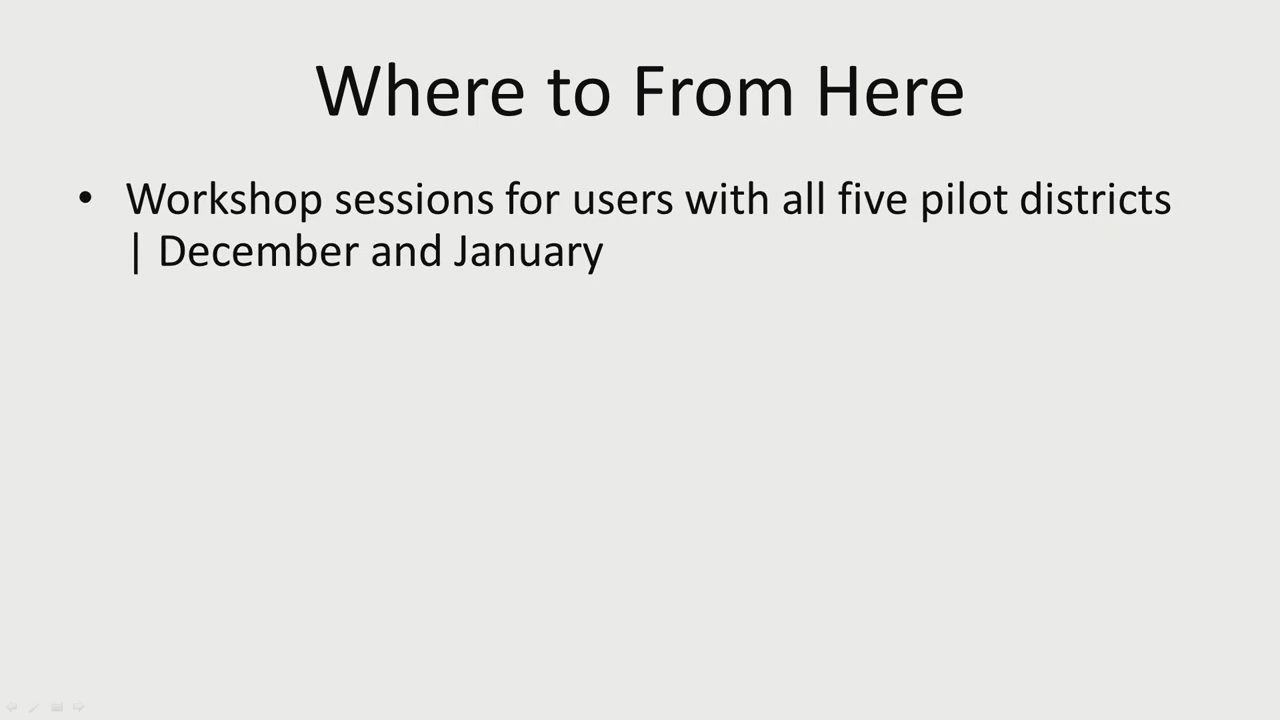 Where to From Here
• Workshop sessions for users with all five pilot districts
| December and January